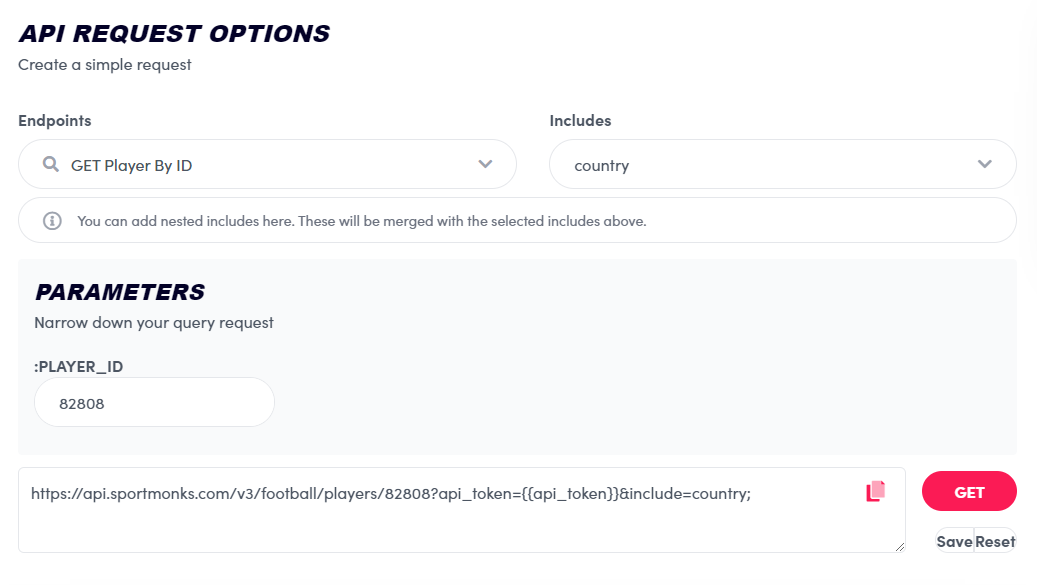 API REQUEST OPTIONS
Create a simple request
Endpoints
Includes
GET Player By ID
country
You can add nested includes here. These will be merged with the selected includes above.
PARAMETERS
Narrow down your query request
:PLAYER_ID
82808
https://api.sportmonks.com/v3/football/players/82808?api_token={{api_token}}&include=country;
GET
Save Reset